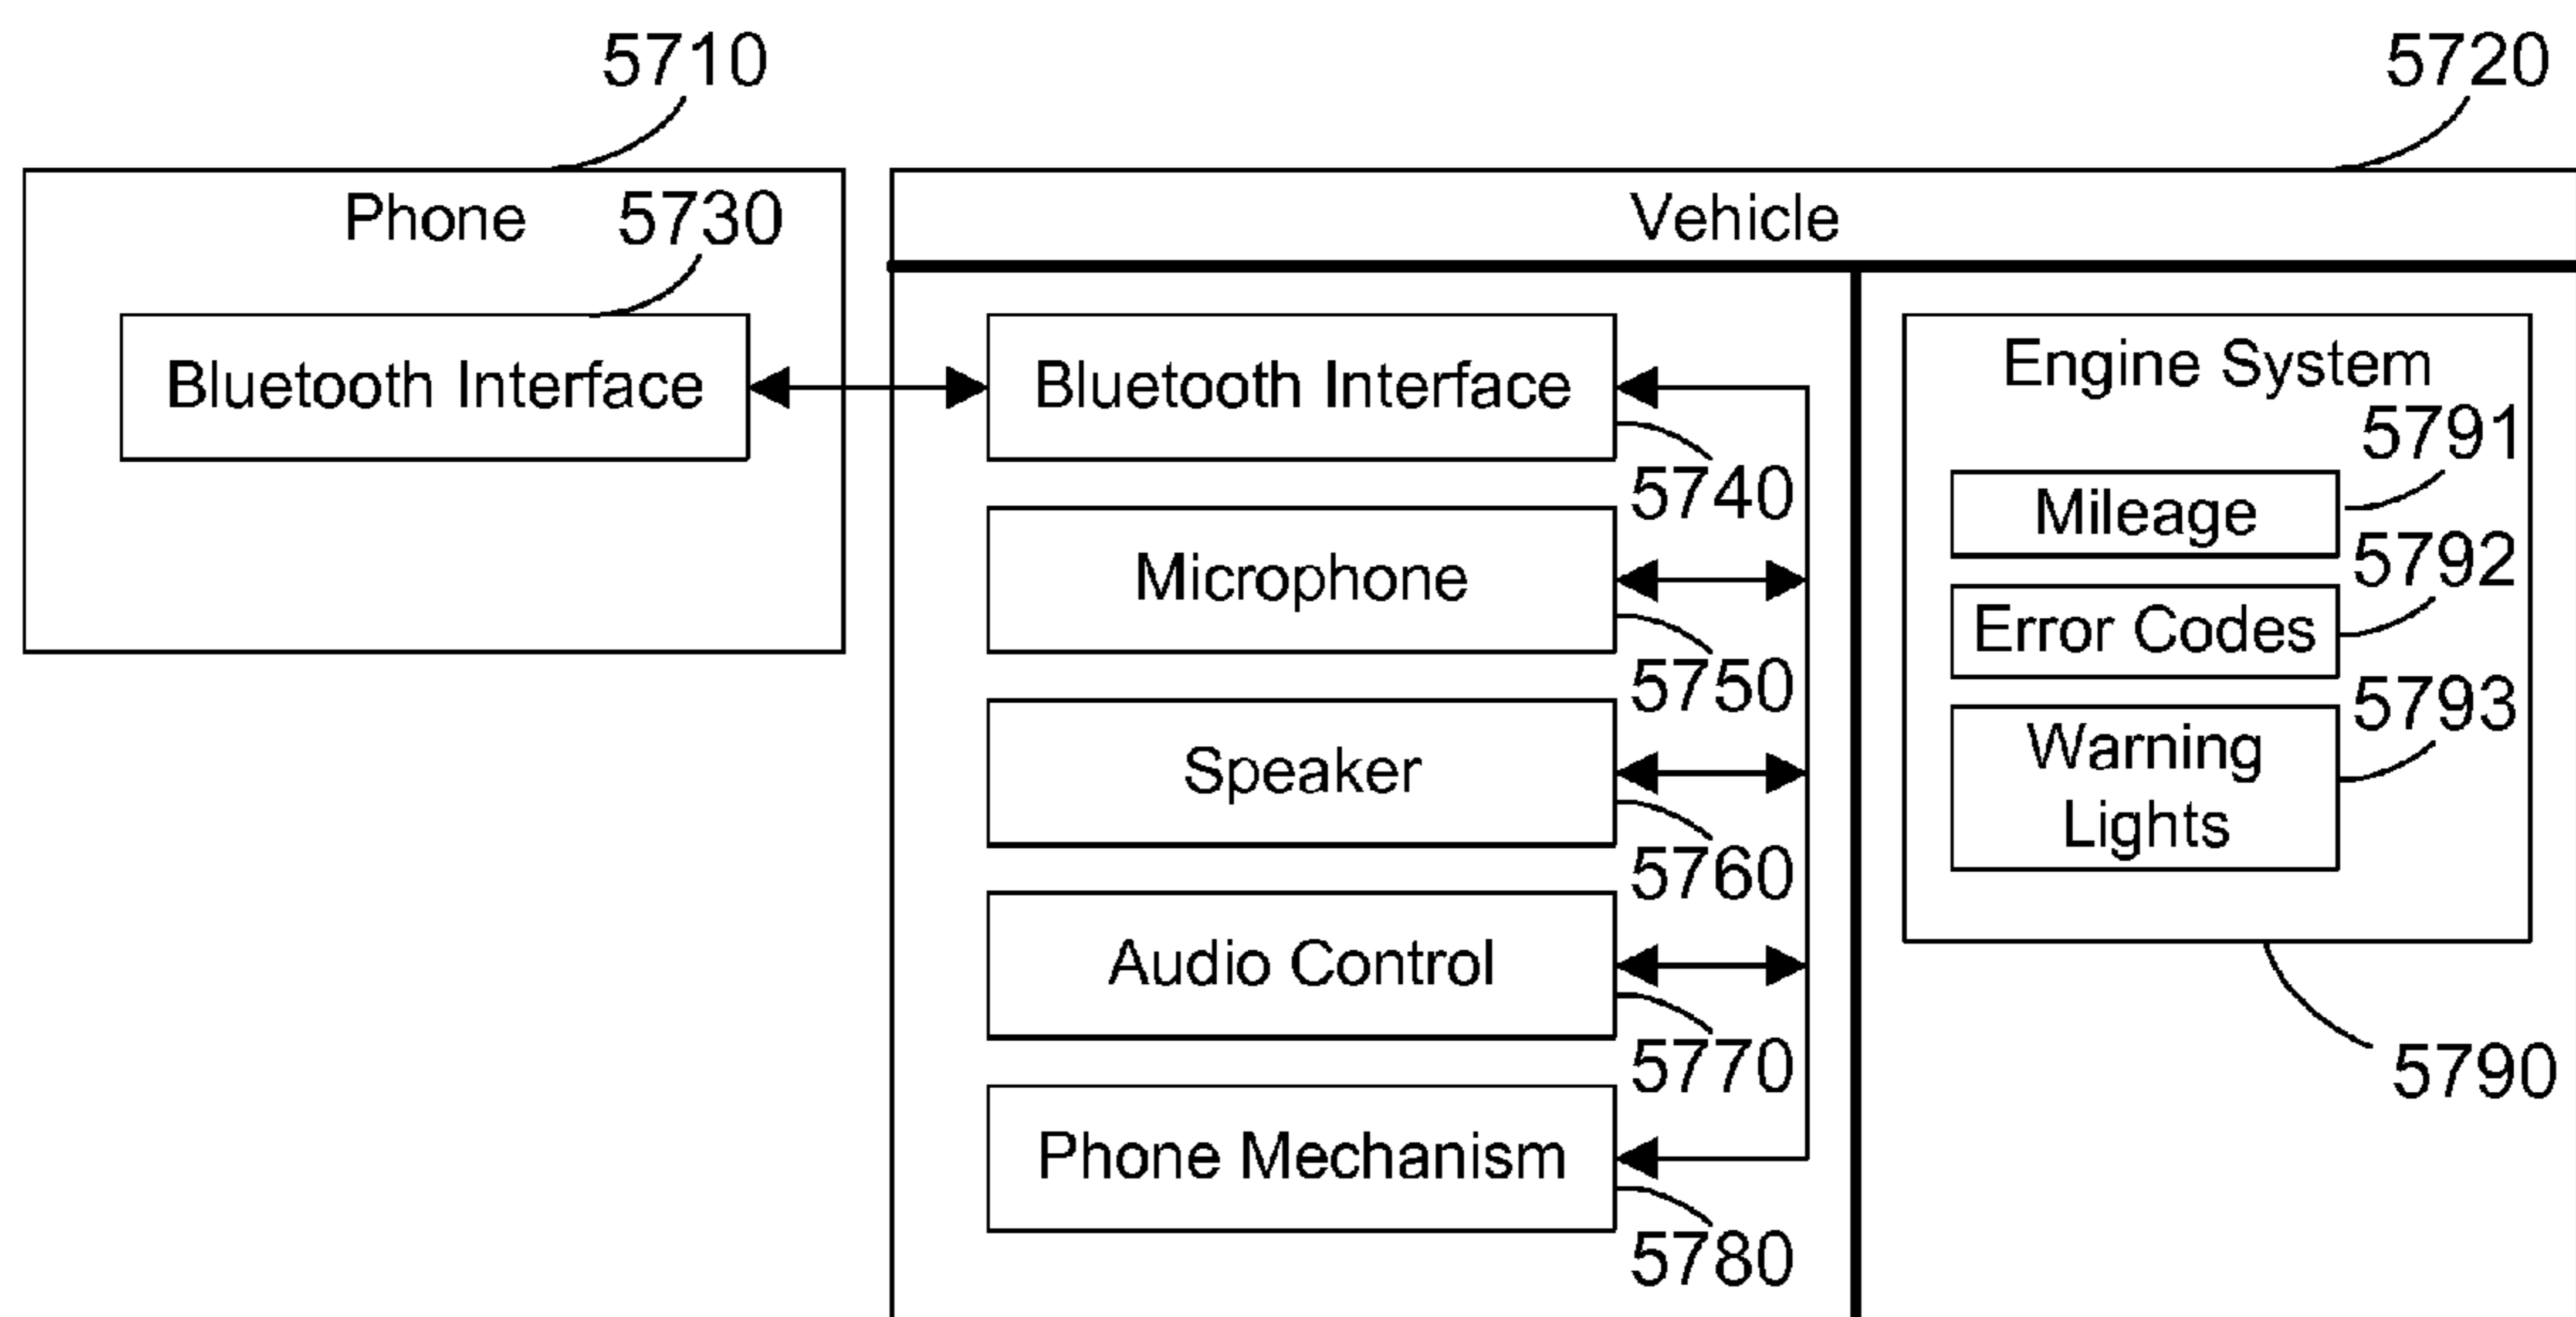 5710
5720
Phone
5730
Vehicle
Bluetooth Interface
Bluetooth Interface
5740
Microphone
5750
Speaker
5760
Audio Control
5770
Phone Mechanism
5780
Engine System
5791
Mileage
5792
Error Codes
5793
Warning
Lights
5790